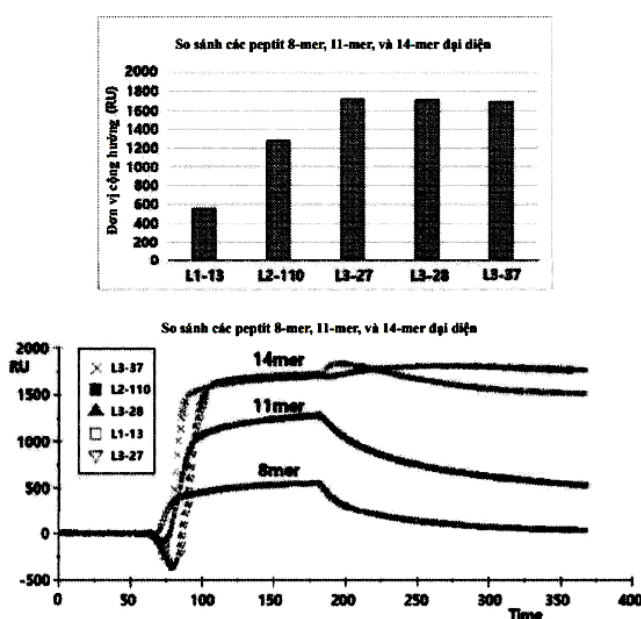 So sánh các peptit 8-mer, 11-mer, và 14-mer đại diện
Đơn vị cộng hưởng (RU)
2000
1800
1600
1400
1200
1000
800
600
400
200
0
L1-13 L2-110 L3-27 L3-28 L3-37
So sánh các peptit 8-mer, 11-mer, và 14-mer đại diện
2000
RU
1500
1000
500
0
-500
L3-37
L2-110
L3-28
L1-13
L3-27
14mer
11mer
8mer
0 50 100 150 200 250 300 350 400
Time